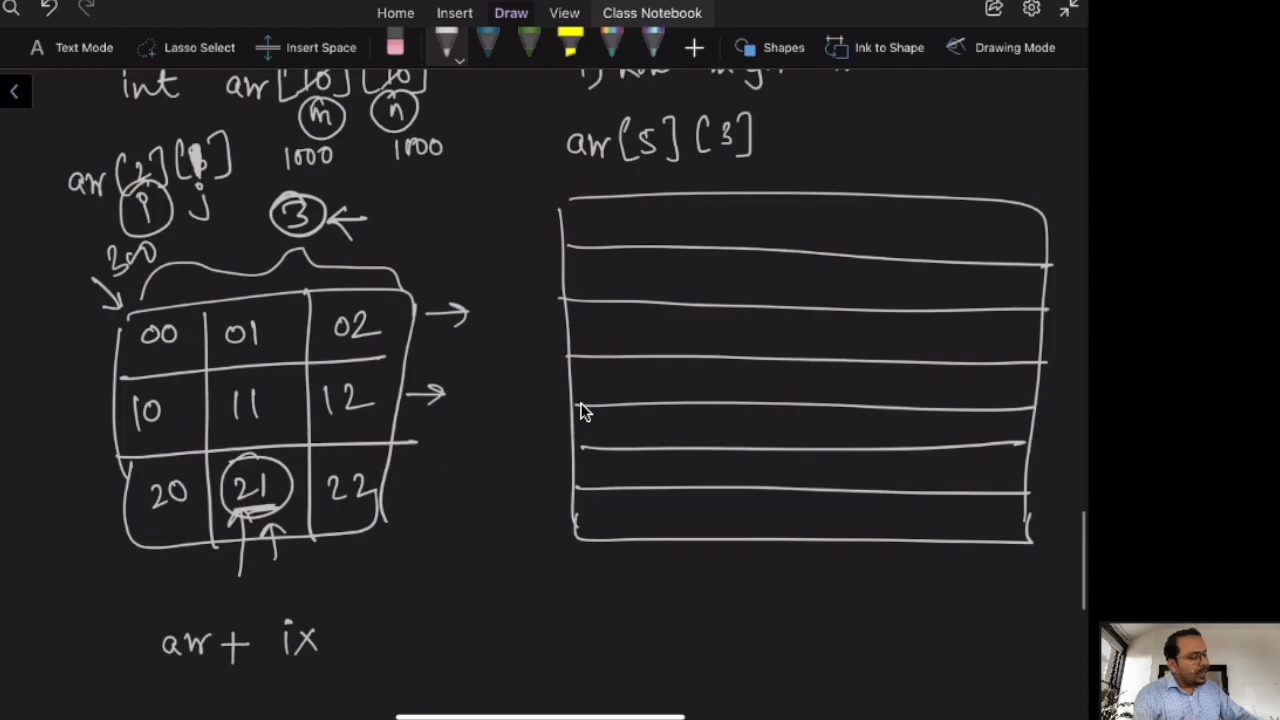 Home Insert Draw View Class Notebook
A Text Mode Lasso Select Insert Space Shapes Ink to Shape Drawing Mode
int arr[10][10]
m n
1000 1000
arr[2][
i j
300
3
00 01 02
10 11 12
20 21 22
arr + ix
arr[5][3]